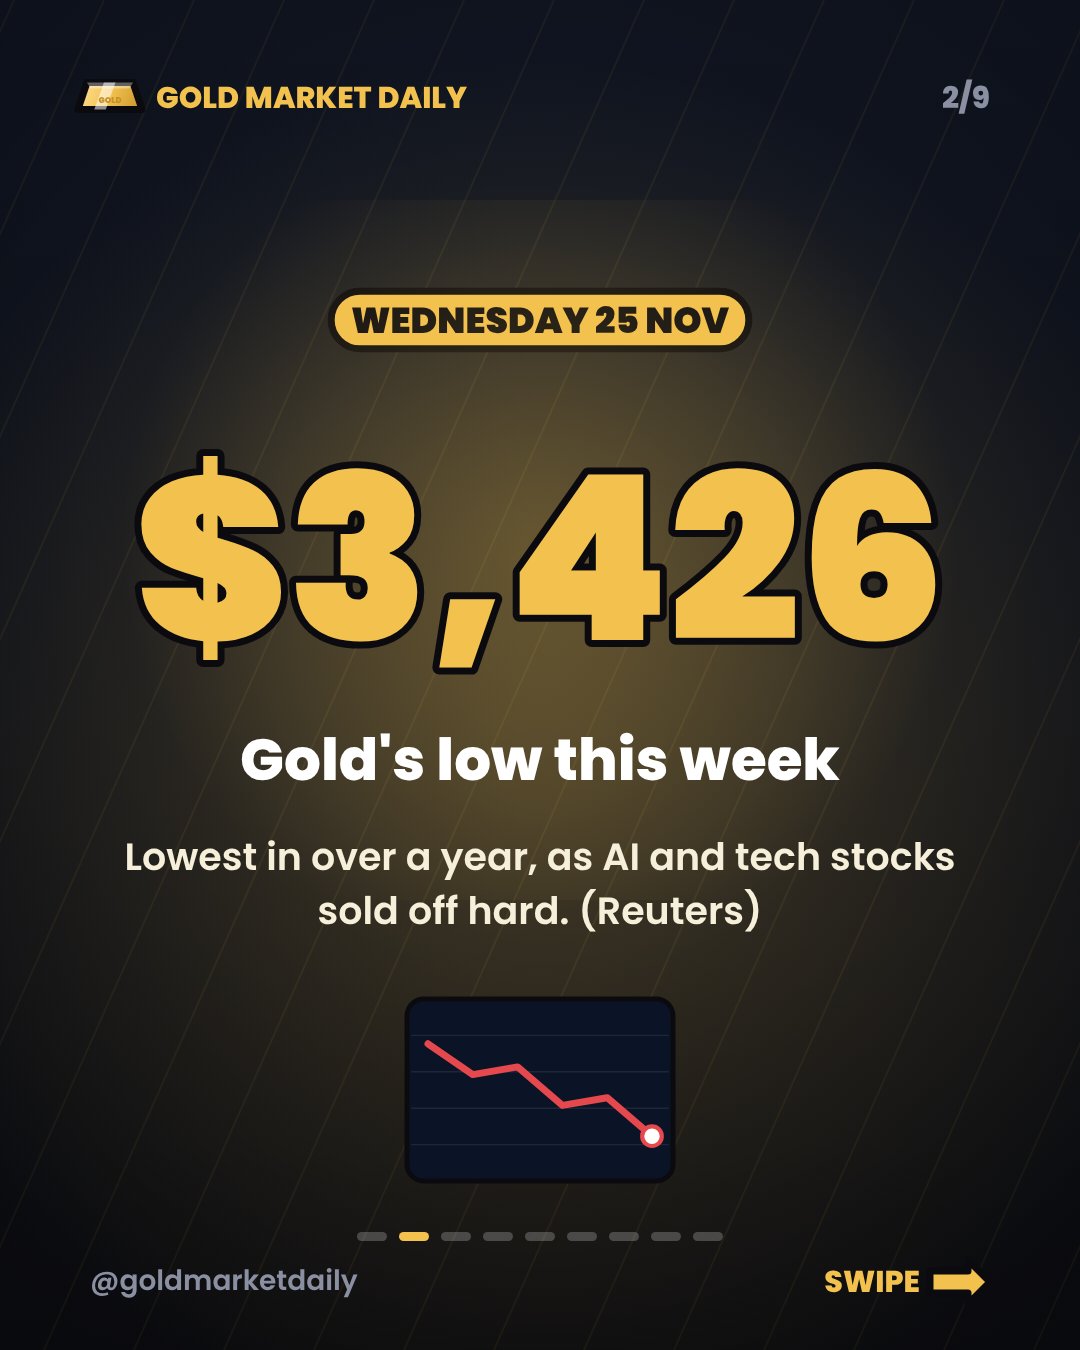 GOLD
GOLD MARKET DAILY
2/9
WEDNESDAY 25 NOV
$3,426
Gold's low this week
Lowest in over a year, as AI and tech stocks
sold off hard. (Reuters)
@goldmarketdaily
SWIPE